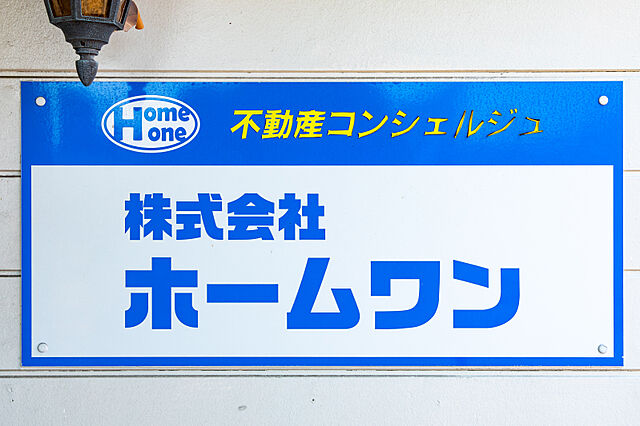 Home
one
不動産コンシェルジュ
株式会社
ホームワン